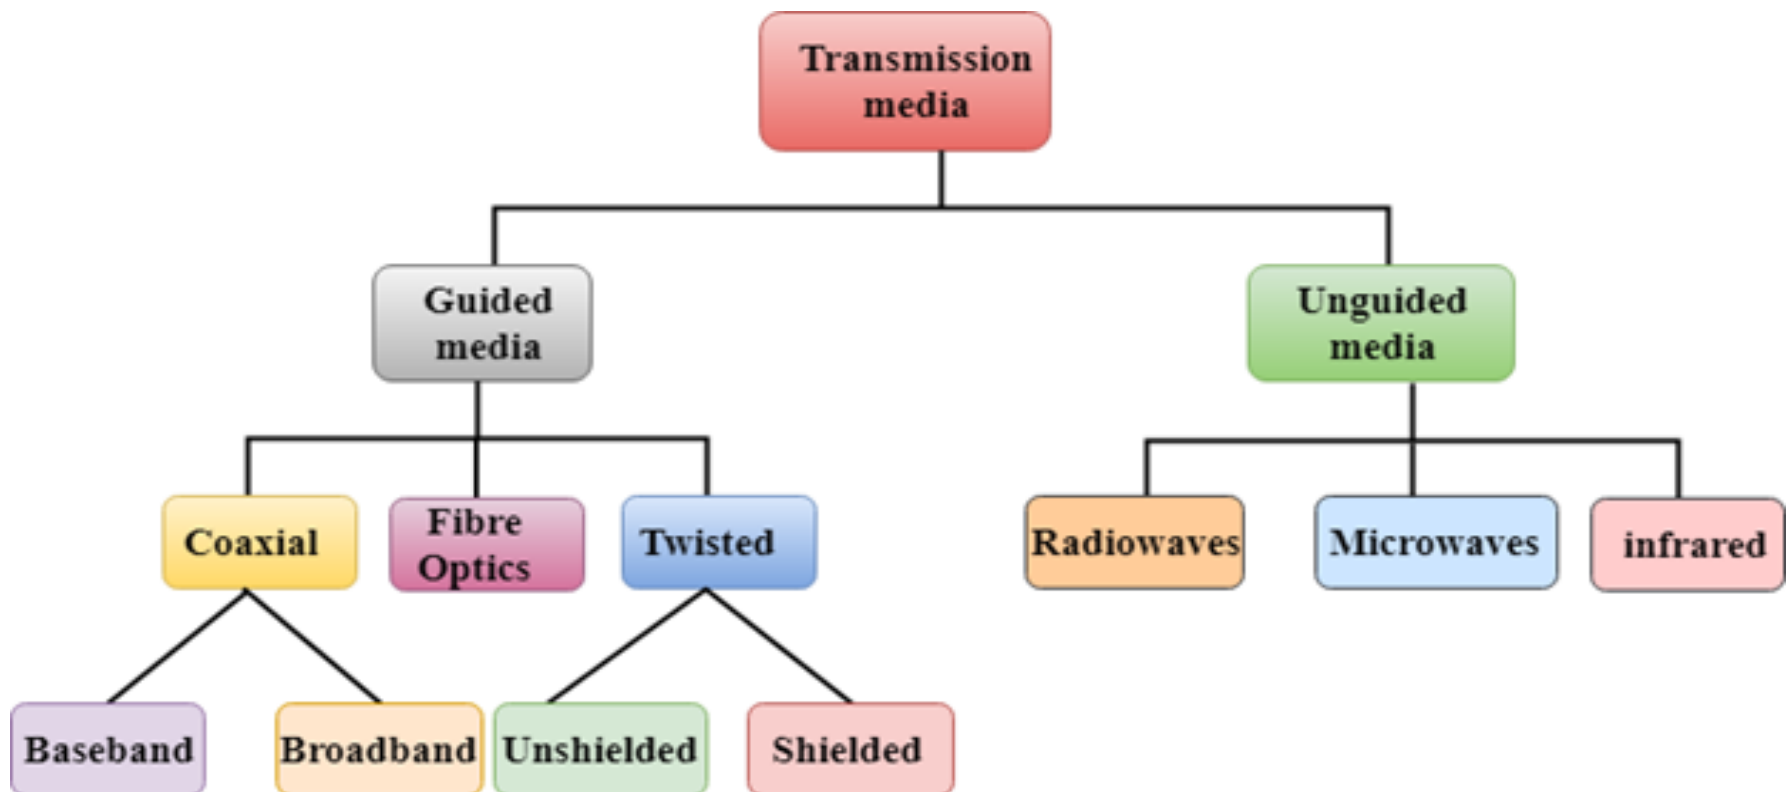 Transmission
media
Guided
media
Unguided
media
Coaxial
Fibre
Optics
Twisted
Radiowaves
Microwaves
infrared
Baseband
Broadband
Unshielded
Shielded